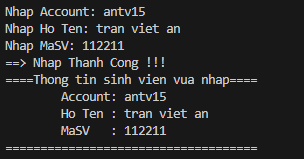 Nhap Account: antv15
Nhap Ho Ten: tran viet an
Nhap MaSV: 112211
==> Nhap Thanh Cong !!!
====Thong tin sinh vien vua nhap====
Account: antv15
Ho Ten : tran viet an
MaSV   : 112211
====================================